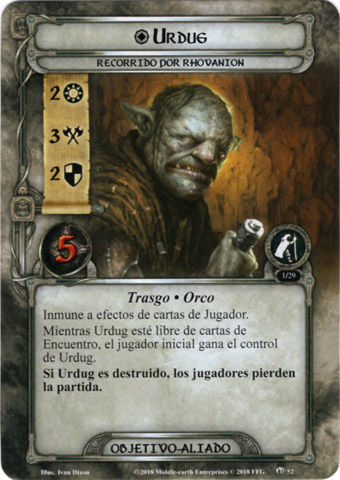 URDUG
RECORRIDO POR RHOVANION
2
3
2
5
1/29
Trasgo • Orco
Inmune a efectos de cartas de Jugador.
Mientras Urdug esté libre de cartas de
Encuentro, el jugador inicial gana el control
de Urdug.
Si Urdug es destruido, los jugadores pierden
la partida.
OBJETIVO-ALIADO
Illus. Ivan Dixon
©2018 Middle-earth Enterprises © 2018 FFG
52